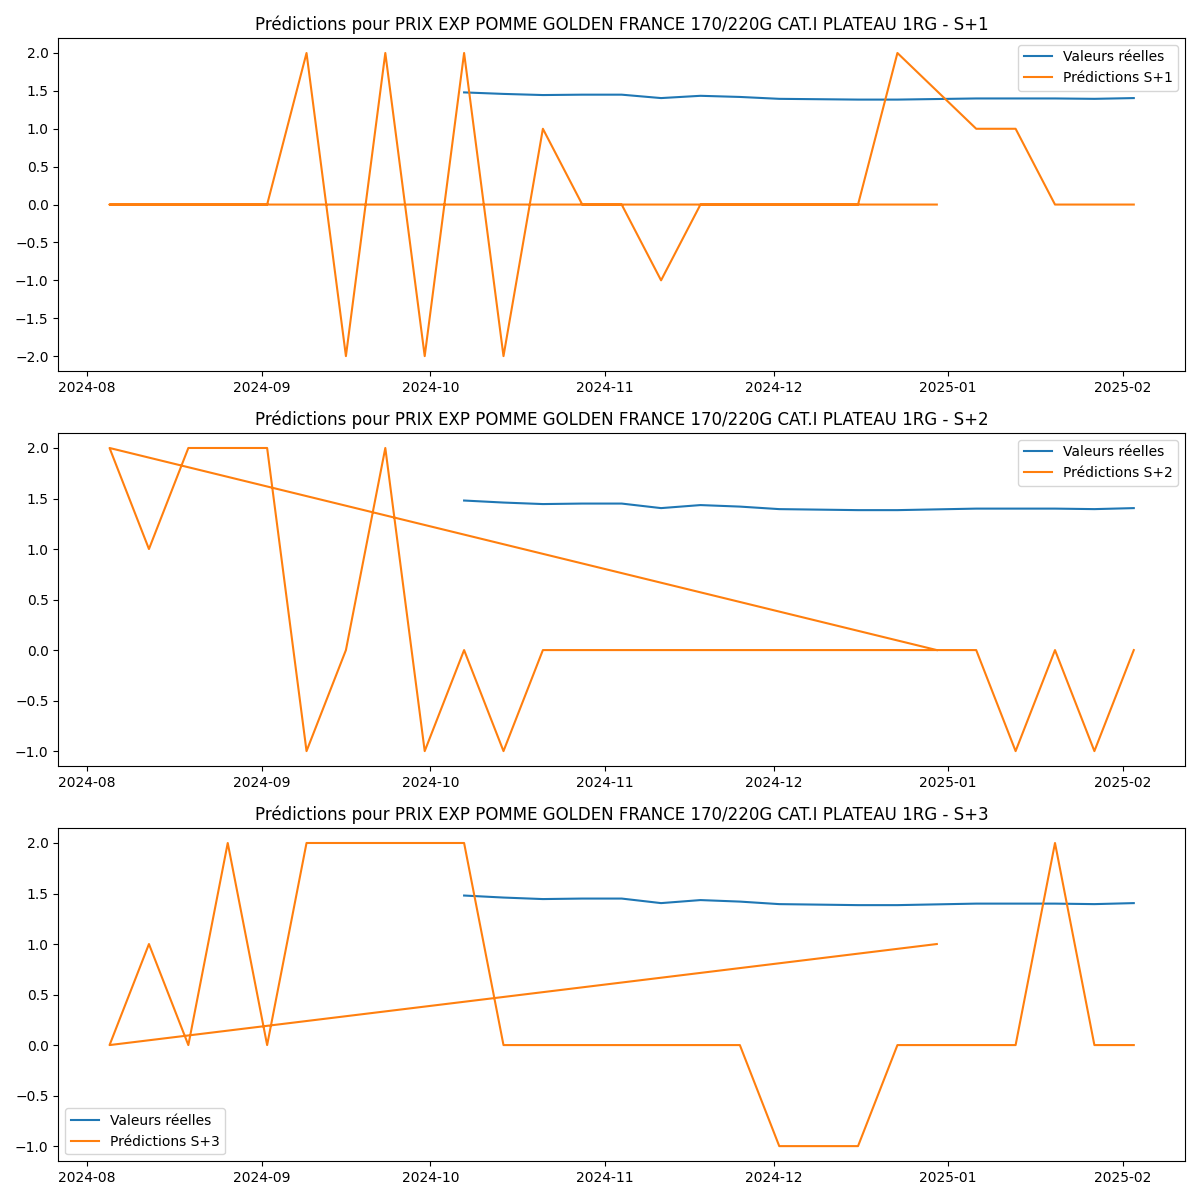 Prédictions pour PRIX EXP POMME GOLDEN FRANCE 170/220G CAT.I PLATEAU 1RG - S+1
Valeurs réelles
Prédictions S+1
2.0
1.5
1.0
0.5
0.0
−0.5
−1.0
−1.5
−2.0
2024-08 2024-09 2024-10 2024-11 2024-12 2025-01 2025-02
Prédictions pour PRIX EXP POMME GOLDEN FRANCE 170/220G CAT.I PLATEAU 1RG - S+2
Valeurs réelles
Prédictions S+2
2.0
1.5
1.0
0.5
0.0
−0.5
−1.0
2024-08 2024-09 2024-10 2024-11 2024-12 2025-01 2025-02
Prédictions pour PRIX EXP POMME GOLDEN FRANCE 170/220G CAT.I PLATEAU 1RG - S+3
2.0
1.5
1.0
0.5
0.0
−0.5
−1.0
Valeurs réelles
Prédictions S+3
2024-08 2024-09 2024-10 2024-11 2024-12 2025-01 2025-02